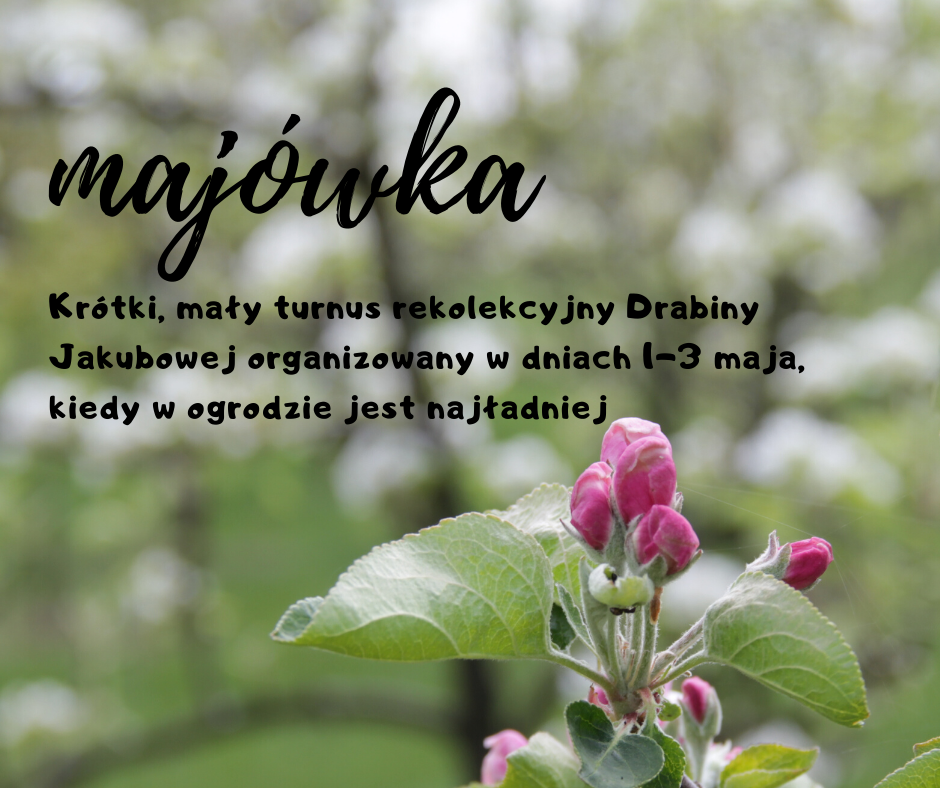 majówka
Krótki, mały turnus rekolekcyjny Drabiny
Jakubowej organizowany w dniach 1-3 maja,
kiedy w ogrodzie jest najładniej